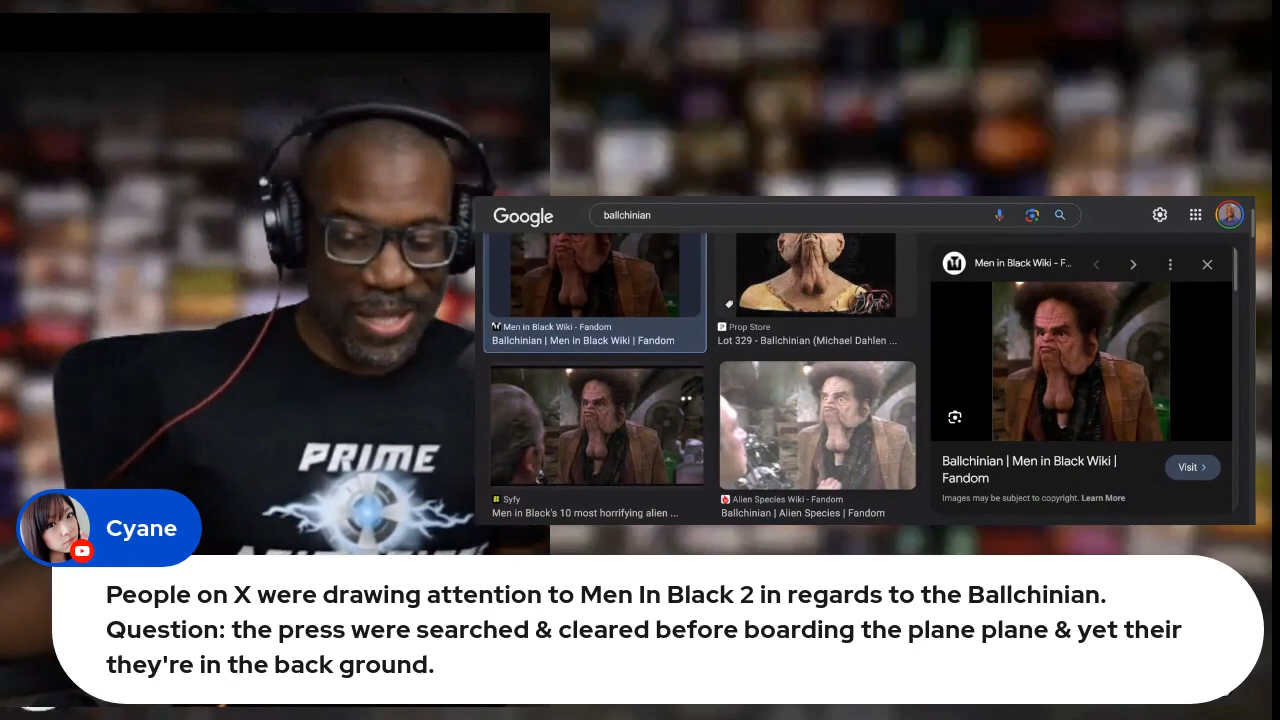 Google
ballchinian
Men in Black Wiki - F...
Men in Black Wiki - Fandom
Ballchinian | Men in Black Wiki | Fandom
Prop Store
Lot 329 - Ballchinian (Michael Dahlen ...
Syfy
Men in Black's 10 most horrifying alien ...
Alien Species Wiki - Fandom
Ballchinian | Alien Species | Fandom
Ballchinian | Men in Black Wiki |
Fandom
Visit
Images may be subject to copyright. Learn More
PRIME
Cyane
People on X were drawing attention to Men In Black 2 in regards to the Ballchinian.
Question: the press were searched & cleared before boarding the plane plane & yet their
they're in the back ground.